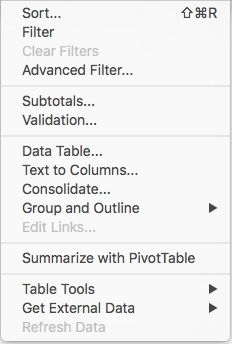 Sort... ⇧⌘R
Filter
Clear Filters
Advanced Filter...
Subtotals...
Validation...
Data Table...
Text to Columns...
Consolidate...
Group and Outline ▶
Edit Links...
Summarize with PivotTable
Table Tools ▶
Get External Data ▶
Refresh Data